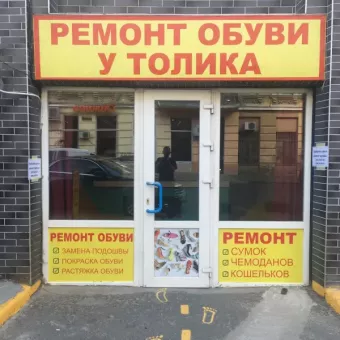 РЕМОНТ ОБУВИ
У ТОЛИКА
РЕМОНТ ОБУВИ
ЗАМЕНА ПОДОШВЫ
ПОКРАСКА ОБУВИ
РАСТЯЖКА ОБУВИ
РЕМОНТ
СУМОК
ЧЕМОДАНОВ
КОШЕЛЬКОВ